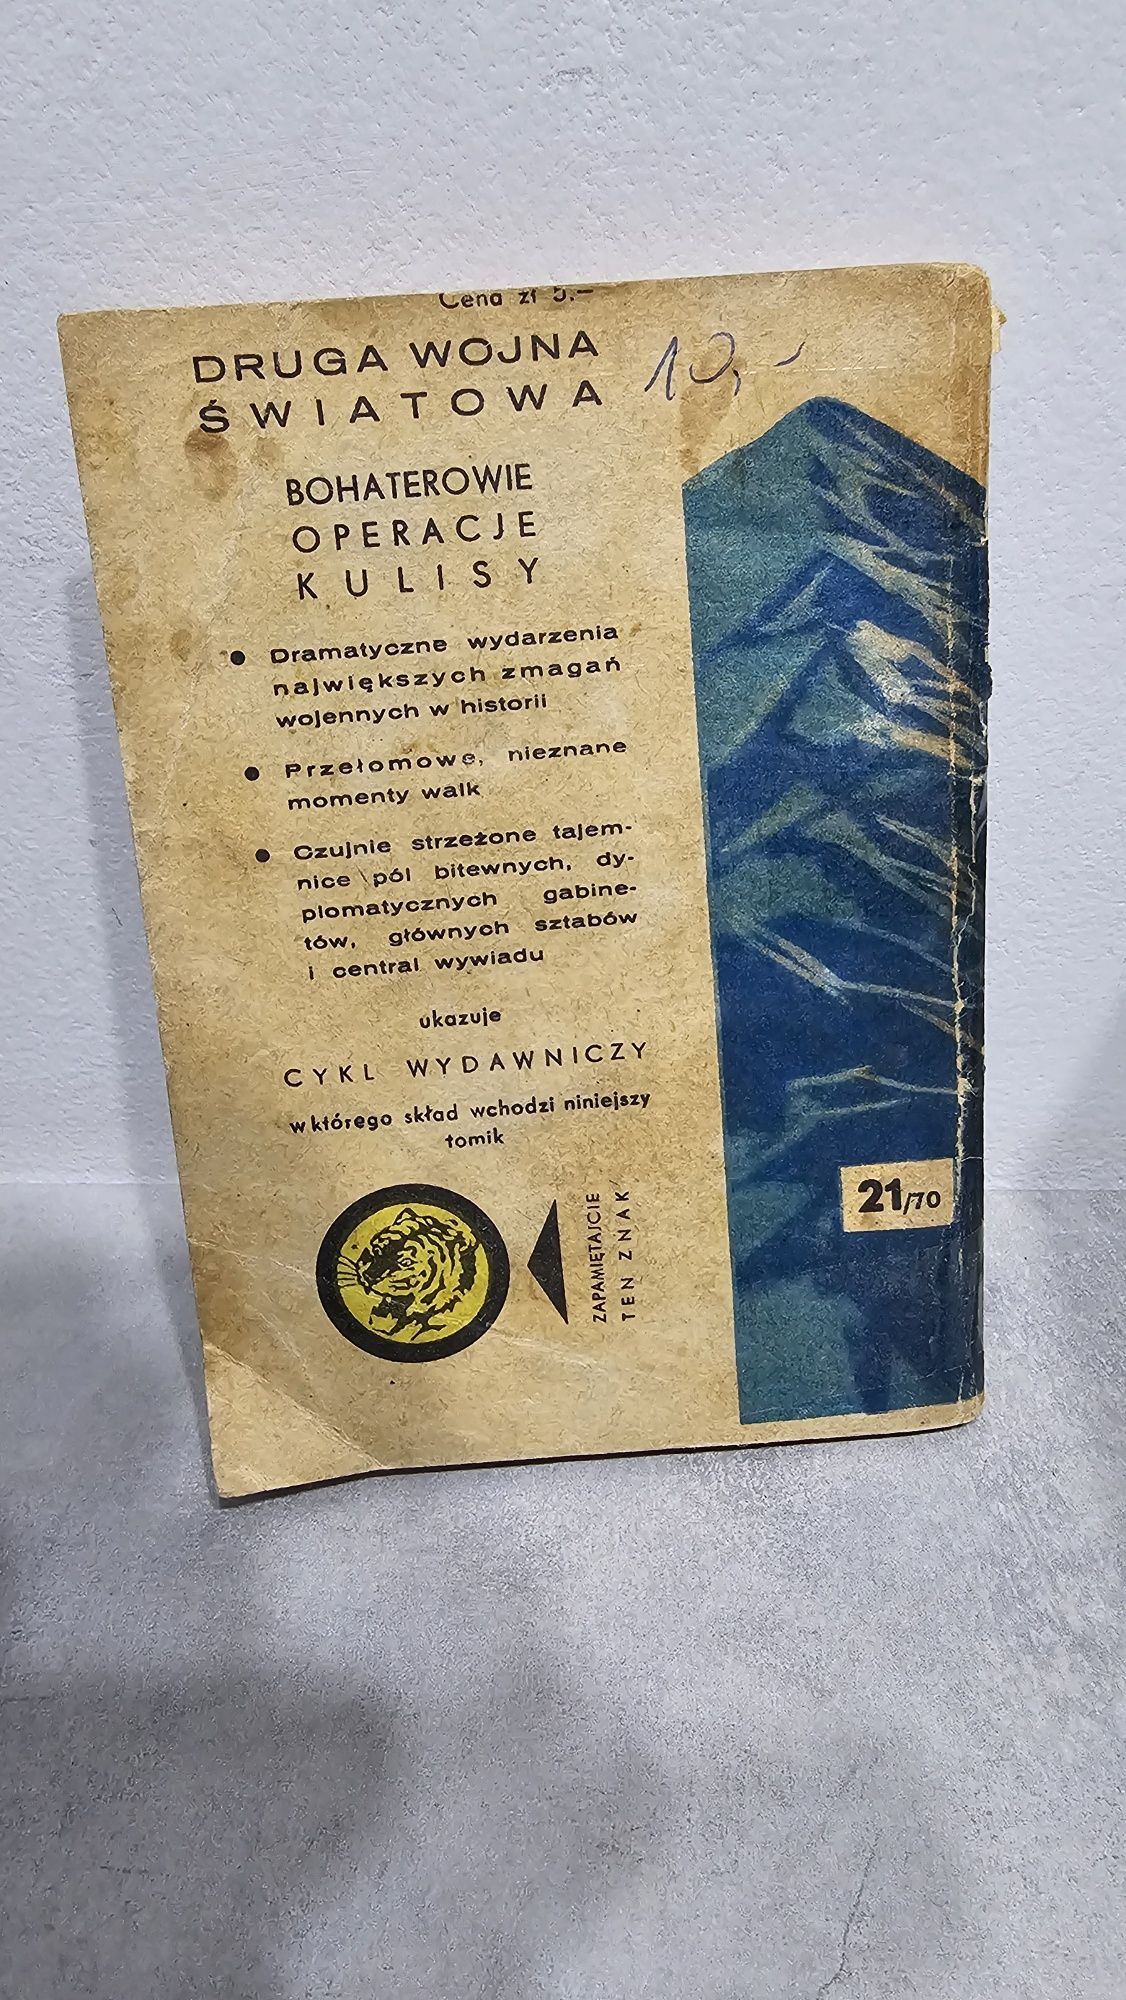 Cena zł 5.—
DRUGA WOJNA
ŚWIATOWA
10,-
BOHATEROWIE
OPERACJE
KULISY
● Dramatyczne wydarzenia
największych zmagań
wojennych w historii
● Przełomowe, nieznane
momenty walk
● Czujnie strzeżone tajem-
nice pól bitewnych, dy-
plomatycznych gabine-
tów, głównych sztabów
i central wywiadu
ukazuje
CYKL WYDAWNICZY
w którego skład wchodzi niniejszy
tomik
ZAPAMIĘTAJCIE
TEN ZNAK
21/70